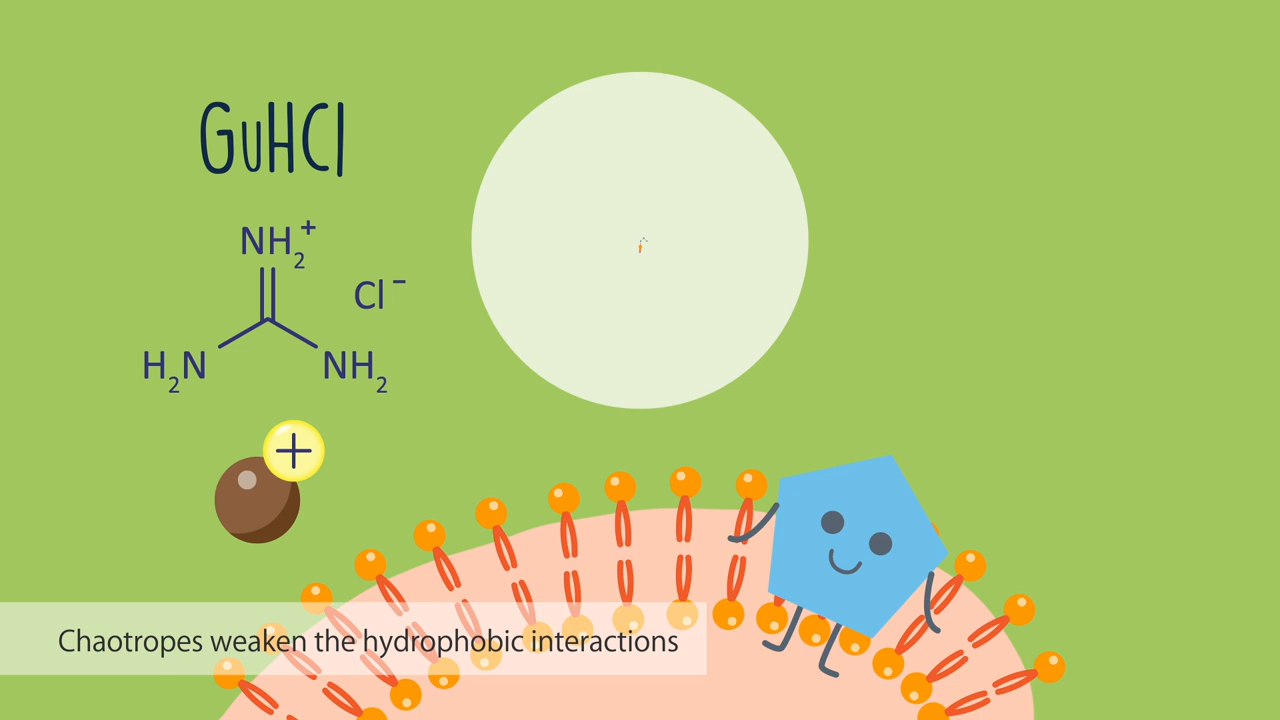 GuHCl
NH₂⁺
Cl⁻
H₂N
NH₂
+
Chaotropes weaken the hydrophobic interactions